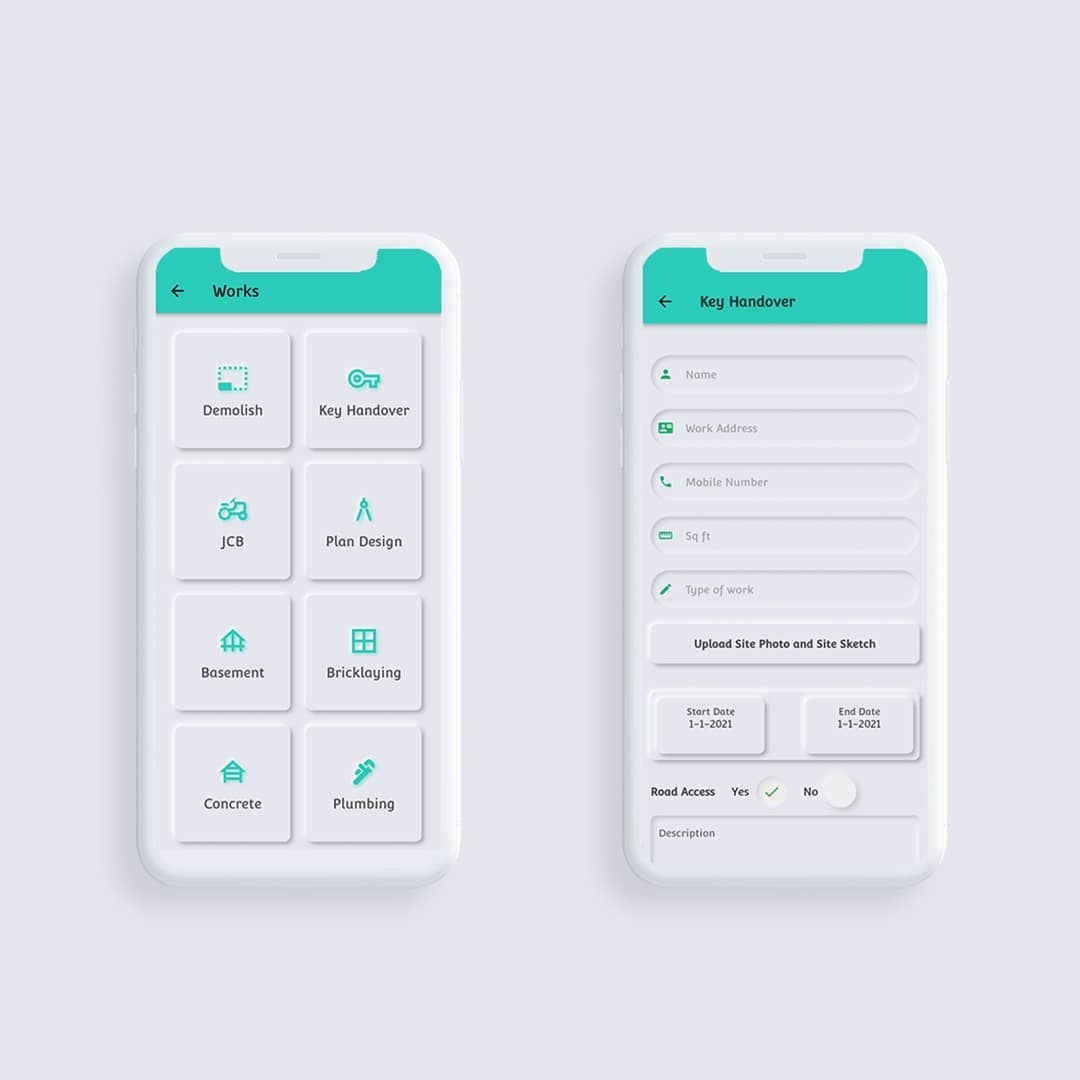 Works
Demolish
Key Handover
JCB
Plan Design
Basement
Bricklaying
Concrete
Plumbing
Key Handover
Name
Work Address
Mobile Number
Sq ft
Type of work
Upload Site Photo and Site Sketch
Start Date
1-1-2021
End Date
1-1-2021
Road Access Yes No
Description